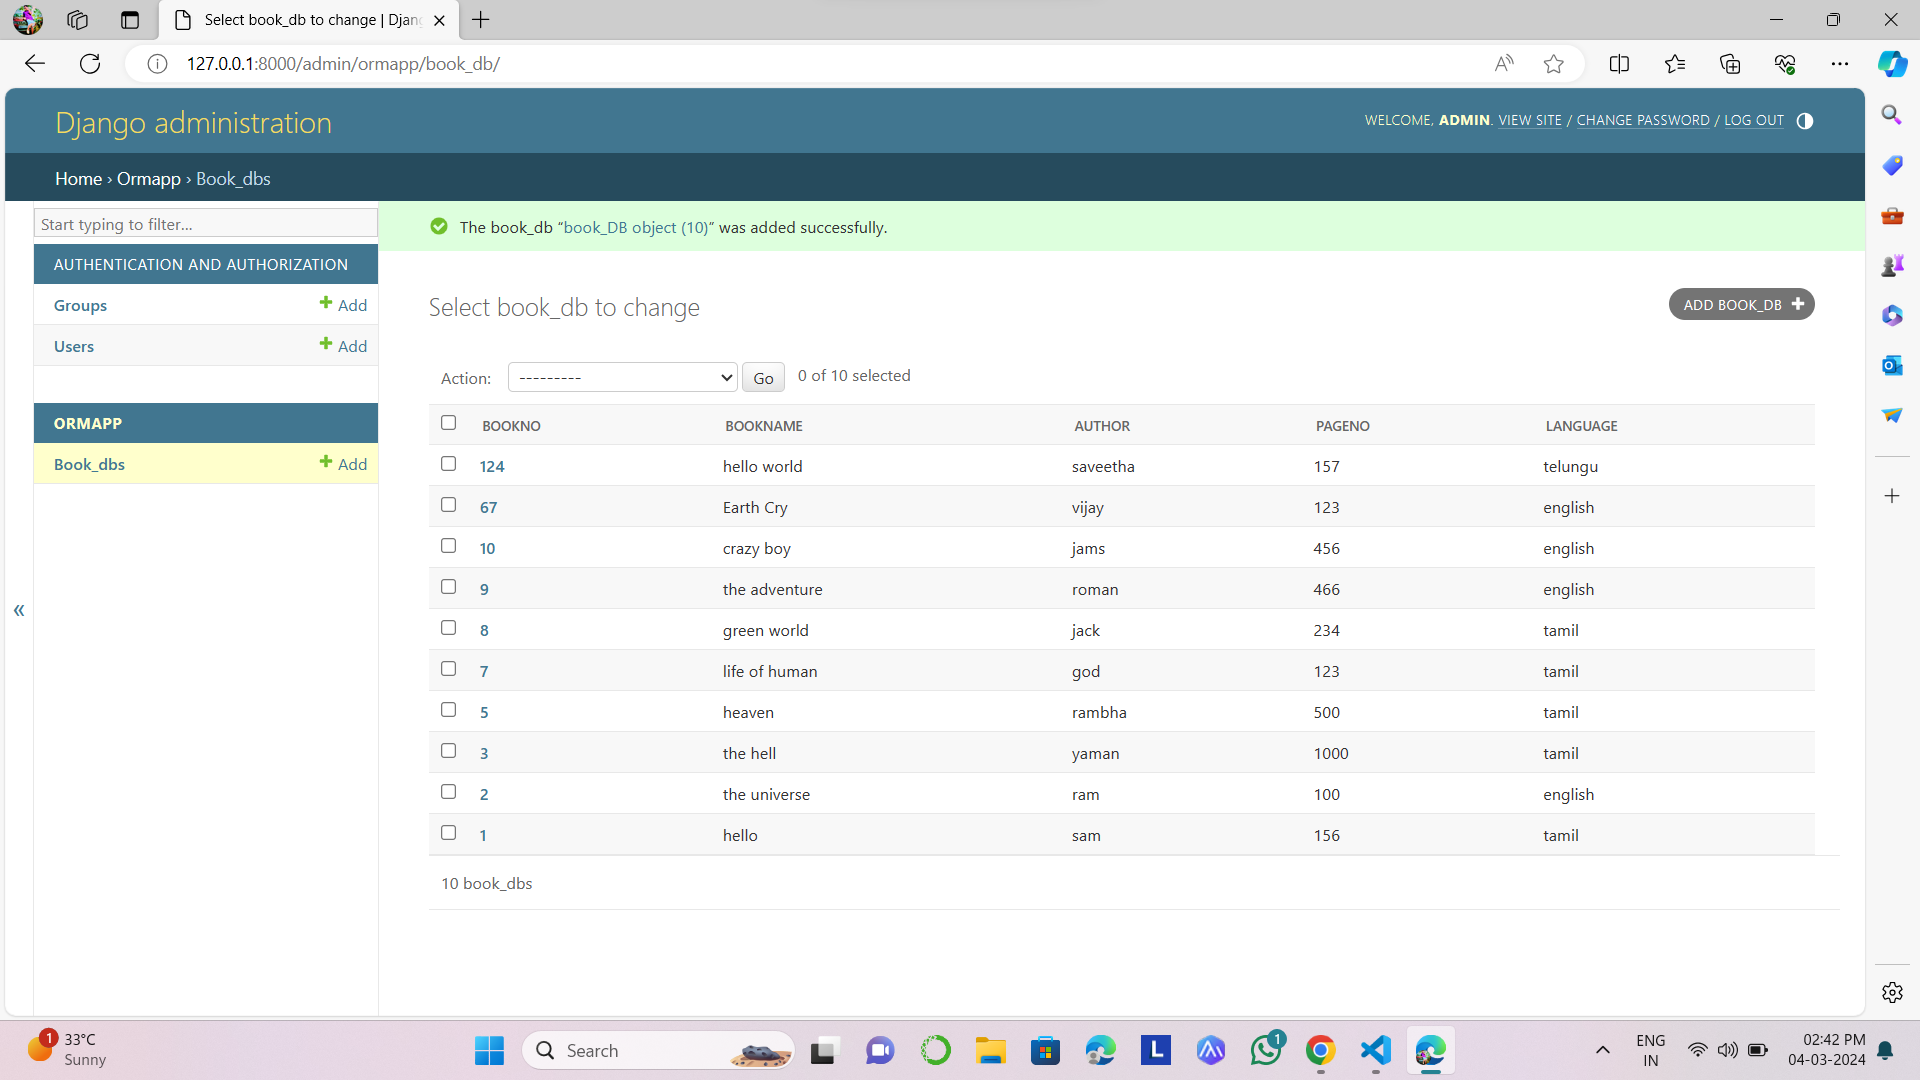 Select book_db to change | Djang
127.0.0.1:8000/admin/ormapp/book_db/
Django administration
WELCOME, ADMIN. VIEW SITE / CHANGE PASSWORD / LOG OUT
Home › Ormapp › Book_dbs
Start typing to filter...
The book_db “book_DB object (10)” was added successfully.
AUTHENTICATION AND AUTHORIZATION
Groups Add
Users Add
ORMAPP
Book_dbs Add
«
Select book_db to change
ADD BOOK_DB
Action: --------- Go 0 of 10 selected
BOOKNO BOOKNAME AUTHOR PAGENO LANGUAGE
124 hello world saveetha 157 telungu
67 Earth Cry vijay 123 english
10 crazy boy jams 456 english
9 the adventure roman 466 english
8 green world jack 234 tamil
7 life of human god 123 tamil
5 heaven rambha 500 tamil
3 the hell yaman 1000 tamil
2 the universe ram 100 english
1 hello sam 156 tamil
10 book_dbs
1
33°C
Sunny
Search
L
1
ENG
IN
02:42 PM
04-03-2024